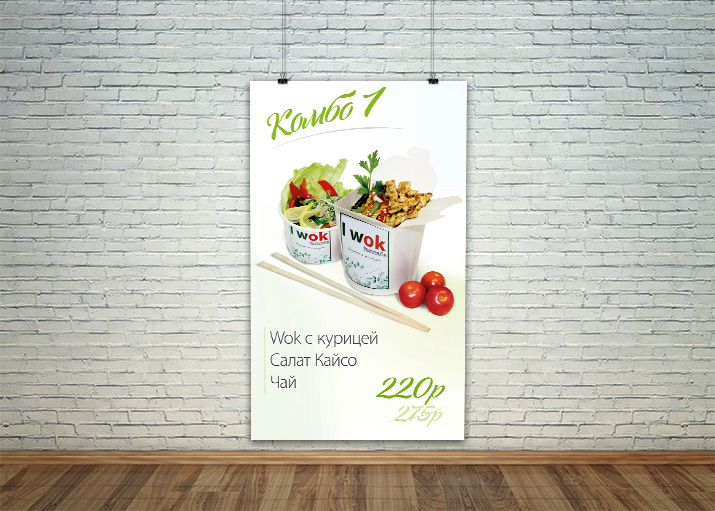 Комбо 1
I wok
I wok
Wok с курицей
Салат Кайсо
Чай
220р
275р